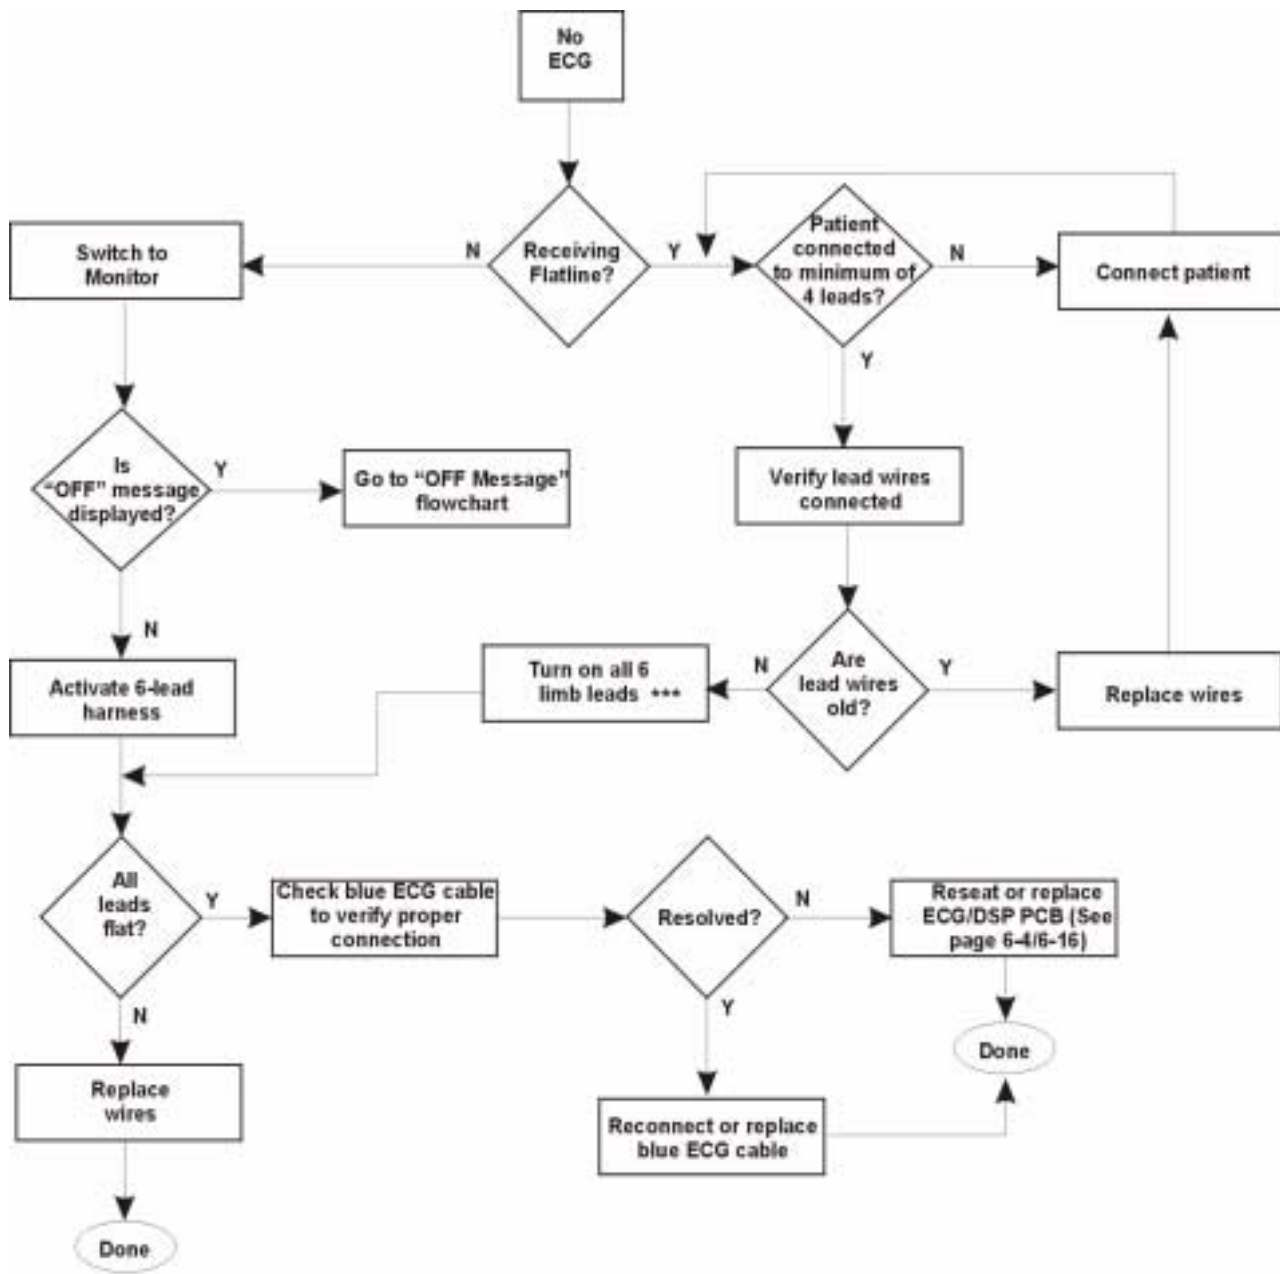 No
ECG
Receiving
Flatline?
N
Y
Switch to
Monitor
Patient
connected
to minimum of
4 leads?
N
Connect patient
Y
Is
“OFF” message
displayed?
Y
Go to “OFF Message”
flowchart
Verify lead wires
connected
N
Activate 6-lead
harness
Turn on all 6
limb leads ***
N
Are
lead wires
old?
Y
Replace wires
All
leads
flat?
Y
Check blue ECG cable
to verify proper
connection
Resolved?
N
Reseat or replace
ECG/DSP PCB (See
page 6-4/6-16)
N
Y
Done
Replace
wires
Reconnect or replace
blue ECG cable
Done